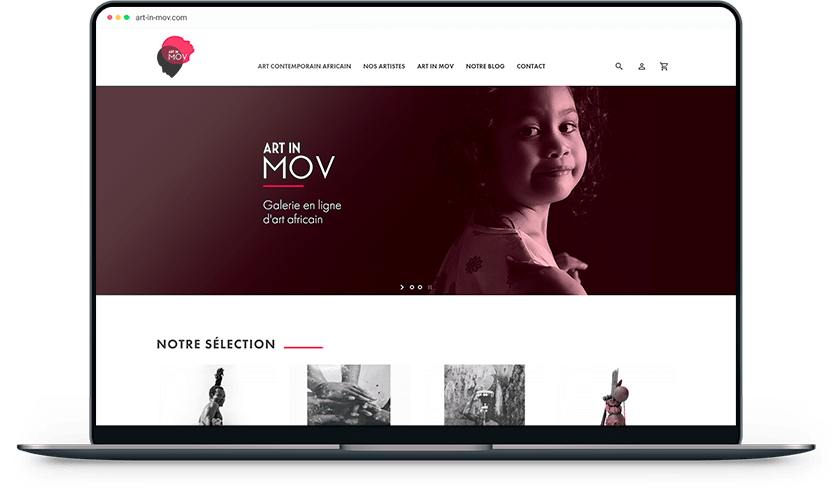 art-in-mov.com
ART IN
MOV
ART CONTEMPORAIN AFRICAIN NOS ARTISTES ART IN MOV NOTRE BLOG CONTACT
ART IN
MOV
Galerie en ligne
d'art africain
NOTRE SÉLECTION